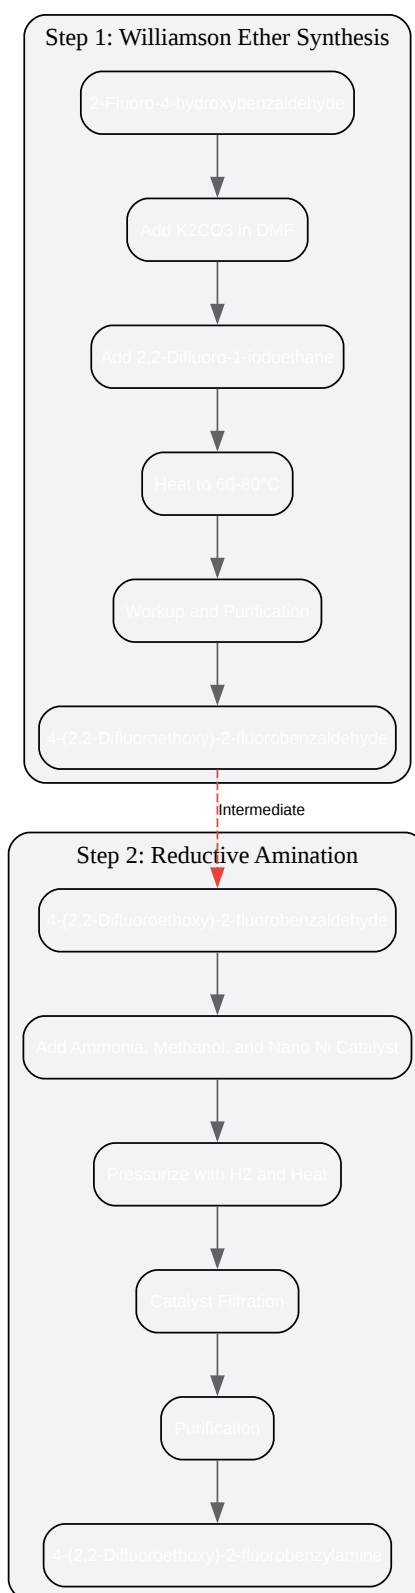 Step 1: Williamson Ether Synthesis
2-Fluoro-4-hydroxybenzaldehyde
Add K2CO3 in DMF
Add 2,2-Difluoro-1-iodoethane
Heat to 60-80°C
Workup and Purification
4-(2,2-Difluoroethoxy)-2-fluorobenzaldehyde
Intermediate
Step 2: Reductive Amination
4-(2,2-Difluoroethoxy)-2-fluorobenzaldehyde
Add Ammonia, Methanol, and Nano Ni Catalyst
Pressurize with H2 and Heat
Catalyst Filtration
Purification
4-(2,2-Difluoroethoxy)-2-fluorobenzylamine